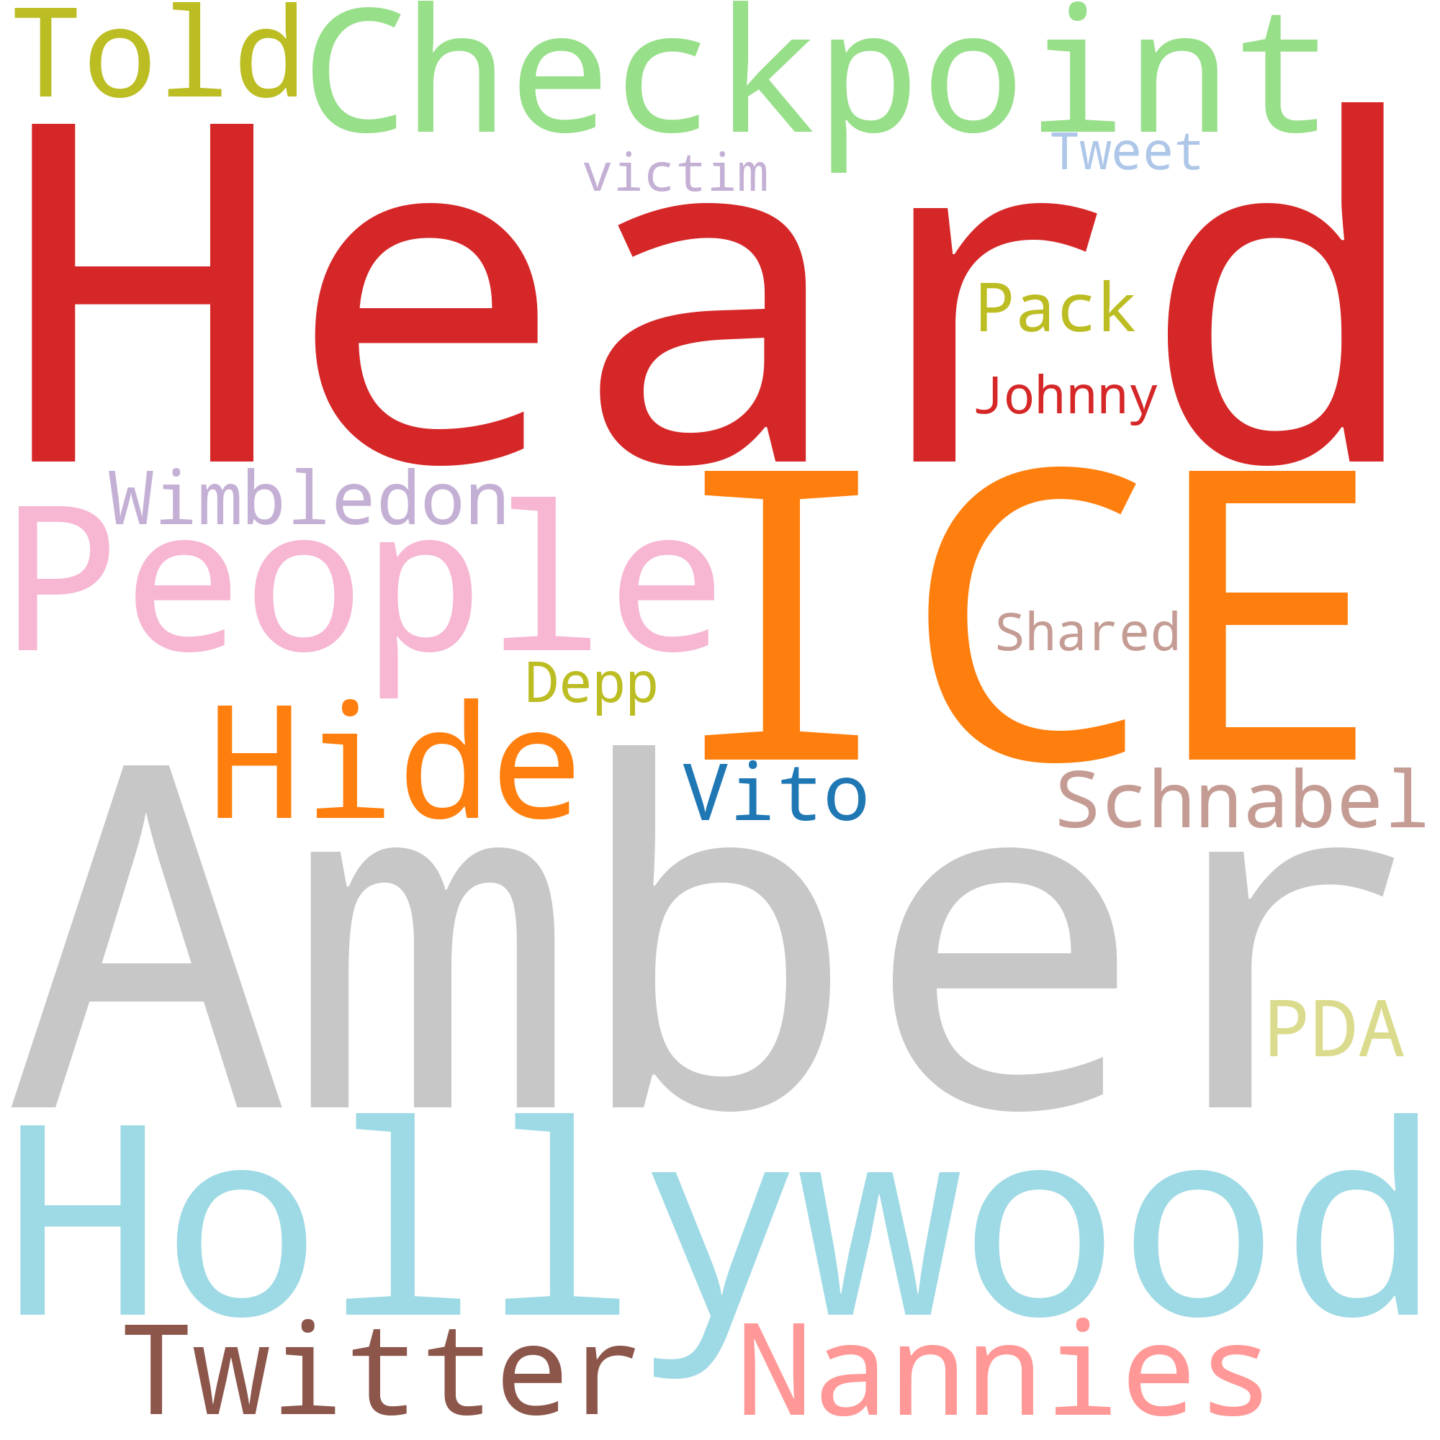 Told Checkpoint
victim Tweet
Heard
Pack
Johnny
Wimbledon
People ICE
Shared
Depp
Hide Vito Schnabel
Amber
PDA
Hollywood
Twitter Nannies